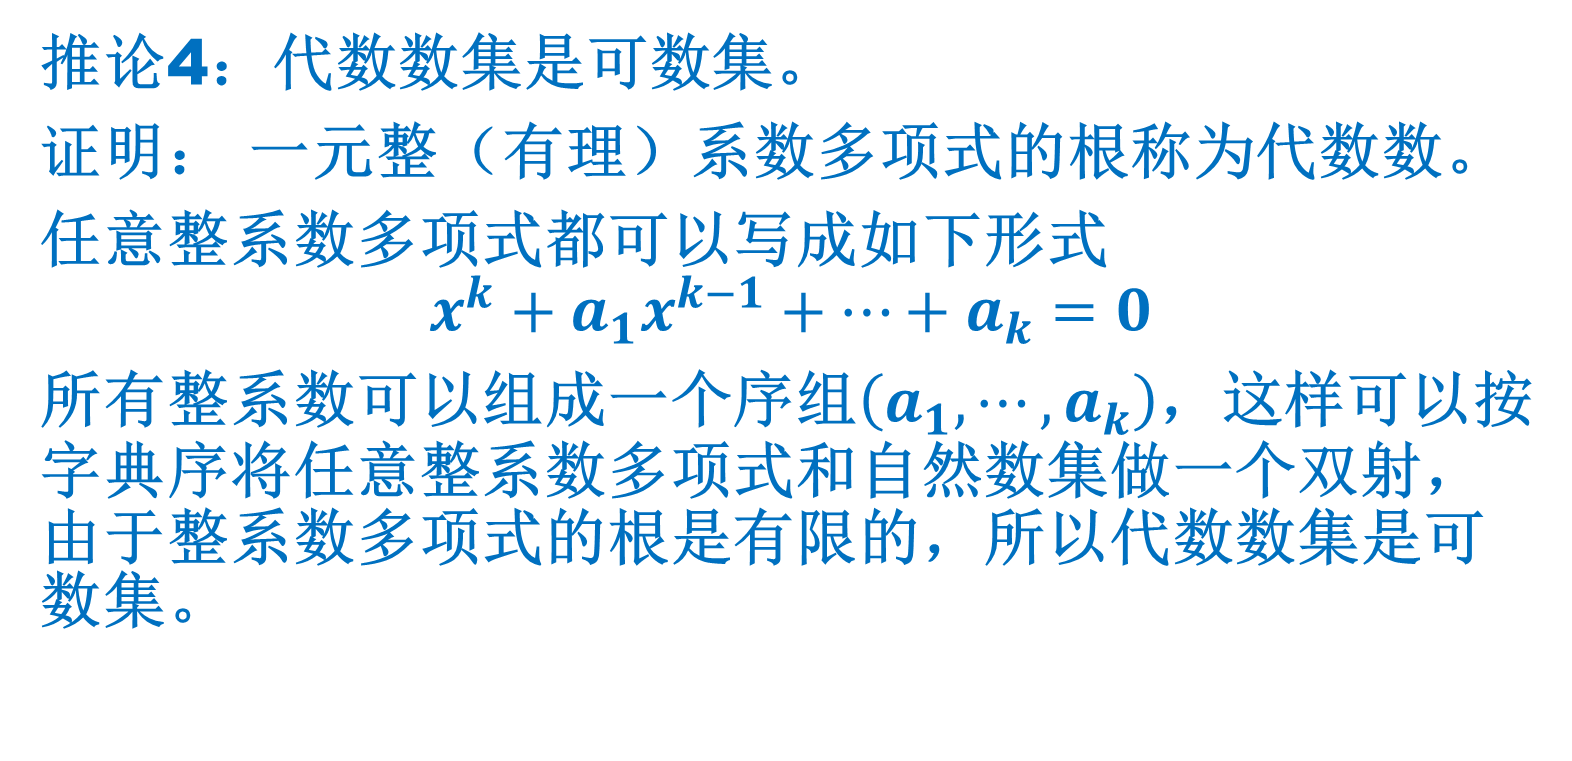 推论4：代数数集是可数集。
证明： 一元整（有理）系数多项式的根称为代数数。
任意整系数多项式都可以写成如下形式
x^k + a_1x^{k-1} + ⋯ + a_k = 0
所有整系数可以组成一个序组(a_1, ⋯ , a_k)，这样可以按
字典序将任意整系数多项式和自然数集做一个双射，
由于整系数多项式的根是有限的，所以代数数集是可
数集。